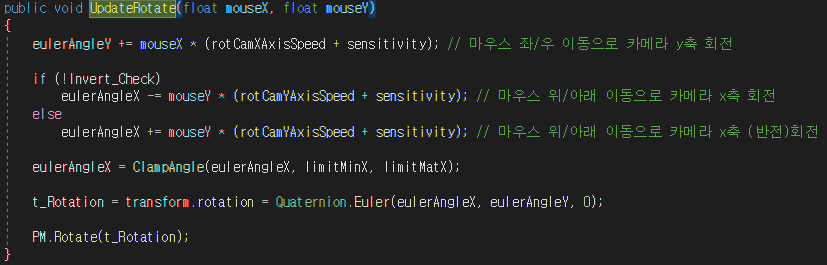 public void UpdateRotate(float mouseX, float mouseY)
{
eulerAngleY += mouseX * (rotCamXAxisSpeed + sensitivity); // 마우스 좌/우 이동으로 카메라 y축 회전
if (!Invert_Check)
eulerAngleX -= mouseY * (rotCamYAxisSpeed + sensitivity); // 마우스 위/아래 이동으로 카메라 x축 회전
else
eulerAngleX += mouseY * (rotCamYAxisSpeed + sensitivity); // 마우스 위/아래 이동으로 카메라 x축 (반전)회전
eulerAngleX = ClampAngle(eulerAngleX, limitMinX, limitMatX);
t_Rotation = transform.rotation = Quaternion.Euler(eulerAngleX, eulerAngleY, 0);
PM.Rotate(t_Rotation);
}